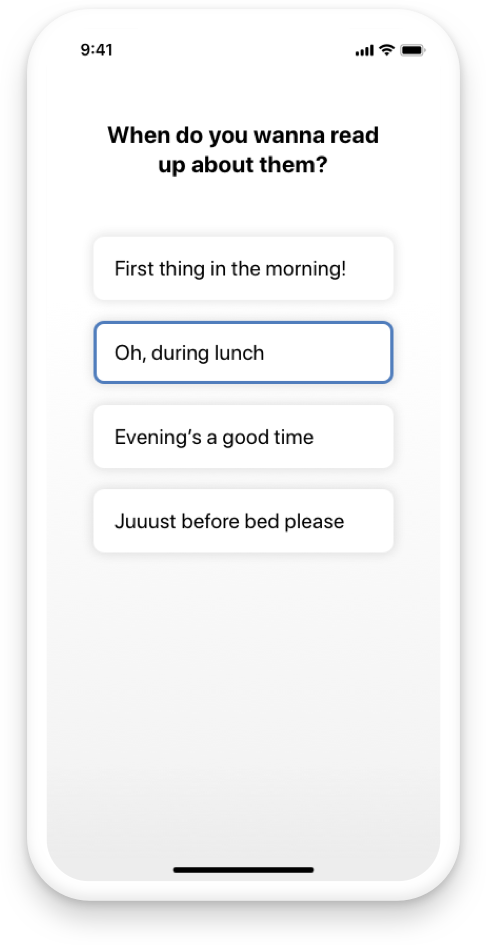 9:41
When do you wanna read
up about them?
First thing in the morning!
Oh, during lunch
Evening’s a good time
Juuust before bed please